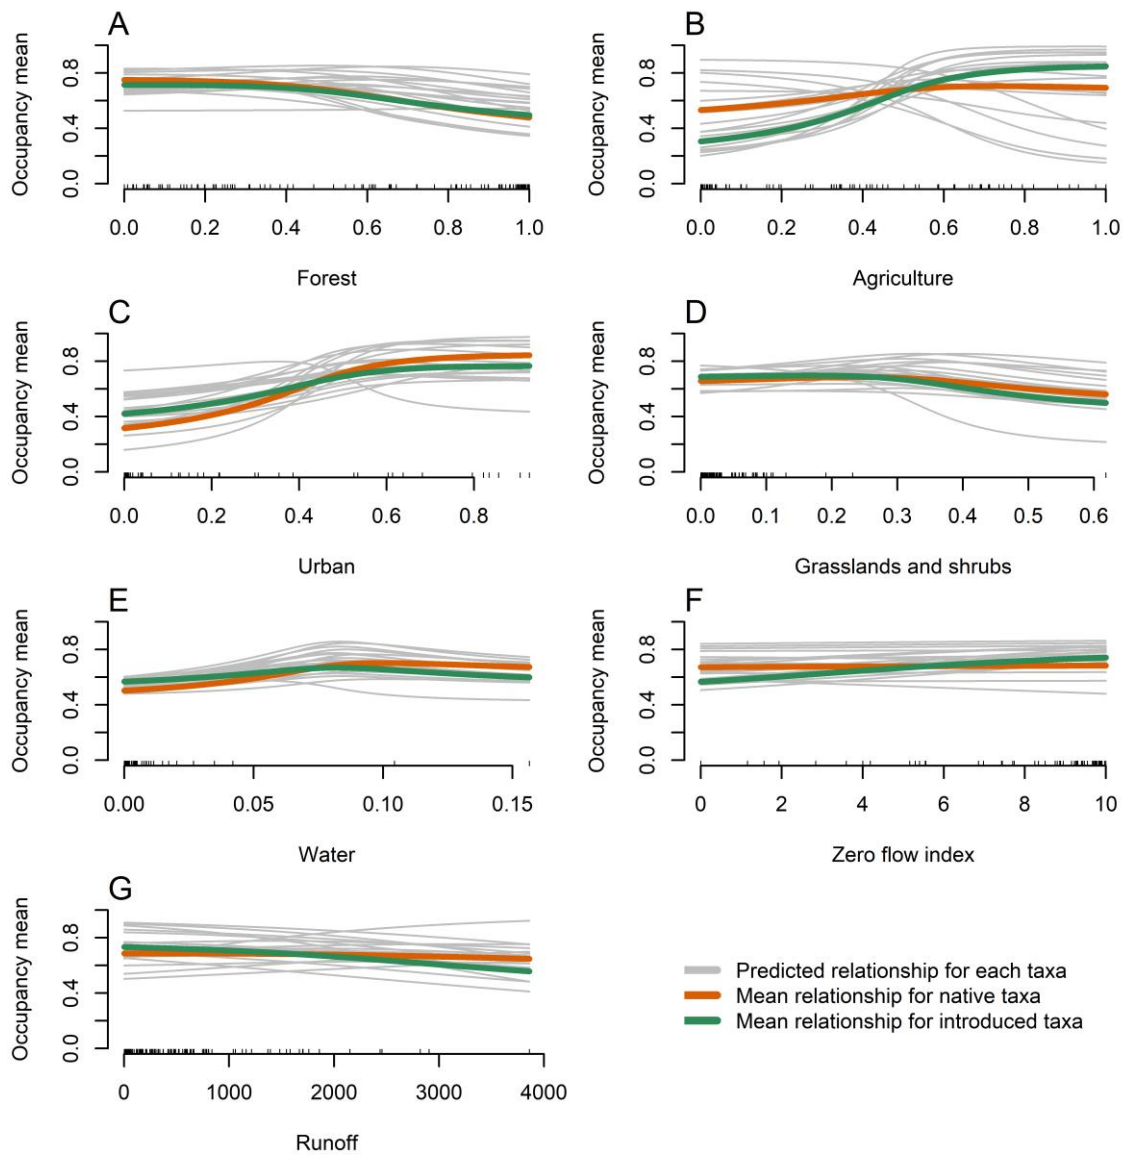 A
Occupancy mean
0.0 0.4 0.8
0.0 0.2 0.4 0.6 0.8 1.0
Forest
B
Occupancy mean
0.0 0.4 0.8
0.0 0.2 0.4 0.6 0.8 1.0
Agriculture
C
Occupancy mean
0.0 0.4 0.8
0.0 0.2 0.4 0.6 0.8
Urban
D
Occupancy mean
0.0 0.4 0.8
0.0 0.1 0.2 0.3 0.4 0.5 0.6
Grasslands and shrubs
E
Occupancy mean
0.0 0.4 0.8
0.00 0.05 0.10 0.15
Water
F
Occupancy mean
0.0 0.4 0.8
0 2 4 6 8 10
Zero flow index
G
Occupancy mean
0.0 0.4 0.8
0 1000 2000 3000 4000
Runoff
Predicted relationship for each taxa
Mean relationship for native taxa
Mean relationship for introduced taxa